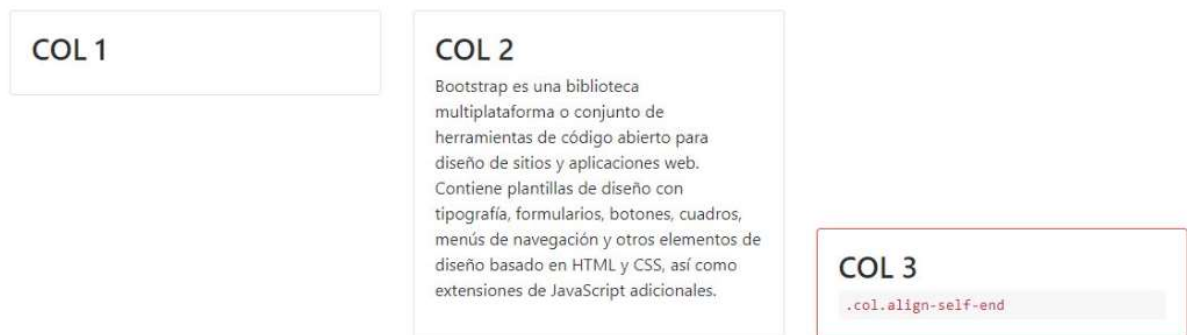 COL 1
COL 2
Bootstrap es una biblioteca
multiplataforma o conjunto de
herramientas de código abierto para
diseño de sitios y aplicaciones web.
Contiene plantillas de diseño con
tipografía, formularios, botones, cuadros,
menús de navegación y otros elementos de
diseño basado en HTML y CSS, así como
extensiones de JavaScript adicionales.
COL 3
.col.align-self-end